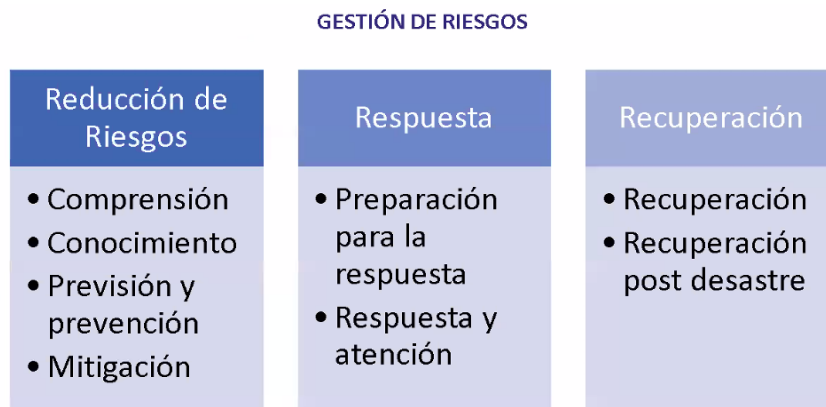 GESTIÓN DE RIESGOS
Reducción de
Riesgos
• Comprensión
• Conocimiento
• Previsión y
prevención
• Mitigación
Respuesta
• Preparación
para la
respuesta
• Respuesta y
atención
Recuperación
• Recuperación
• Recuperación
post desastre